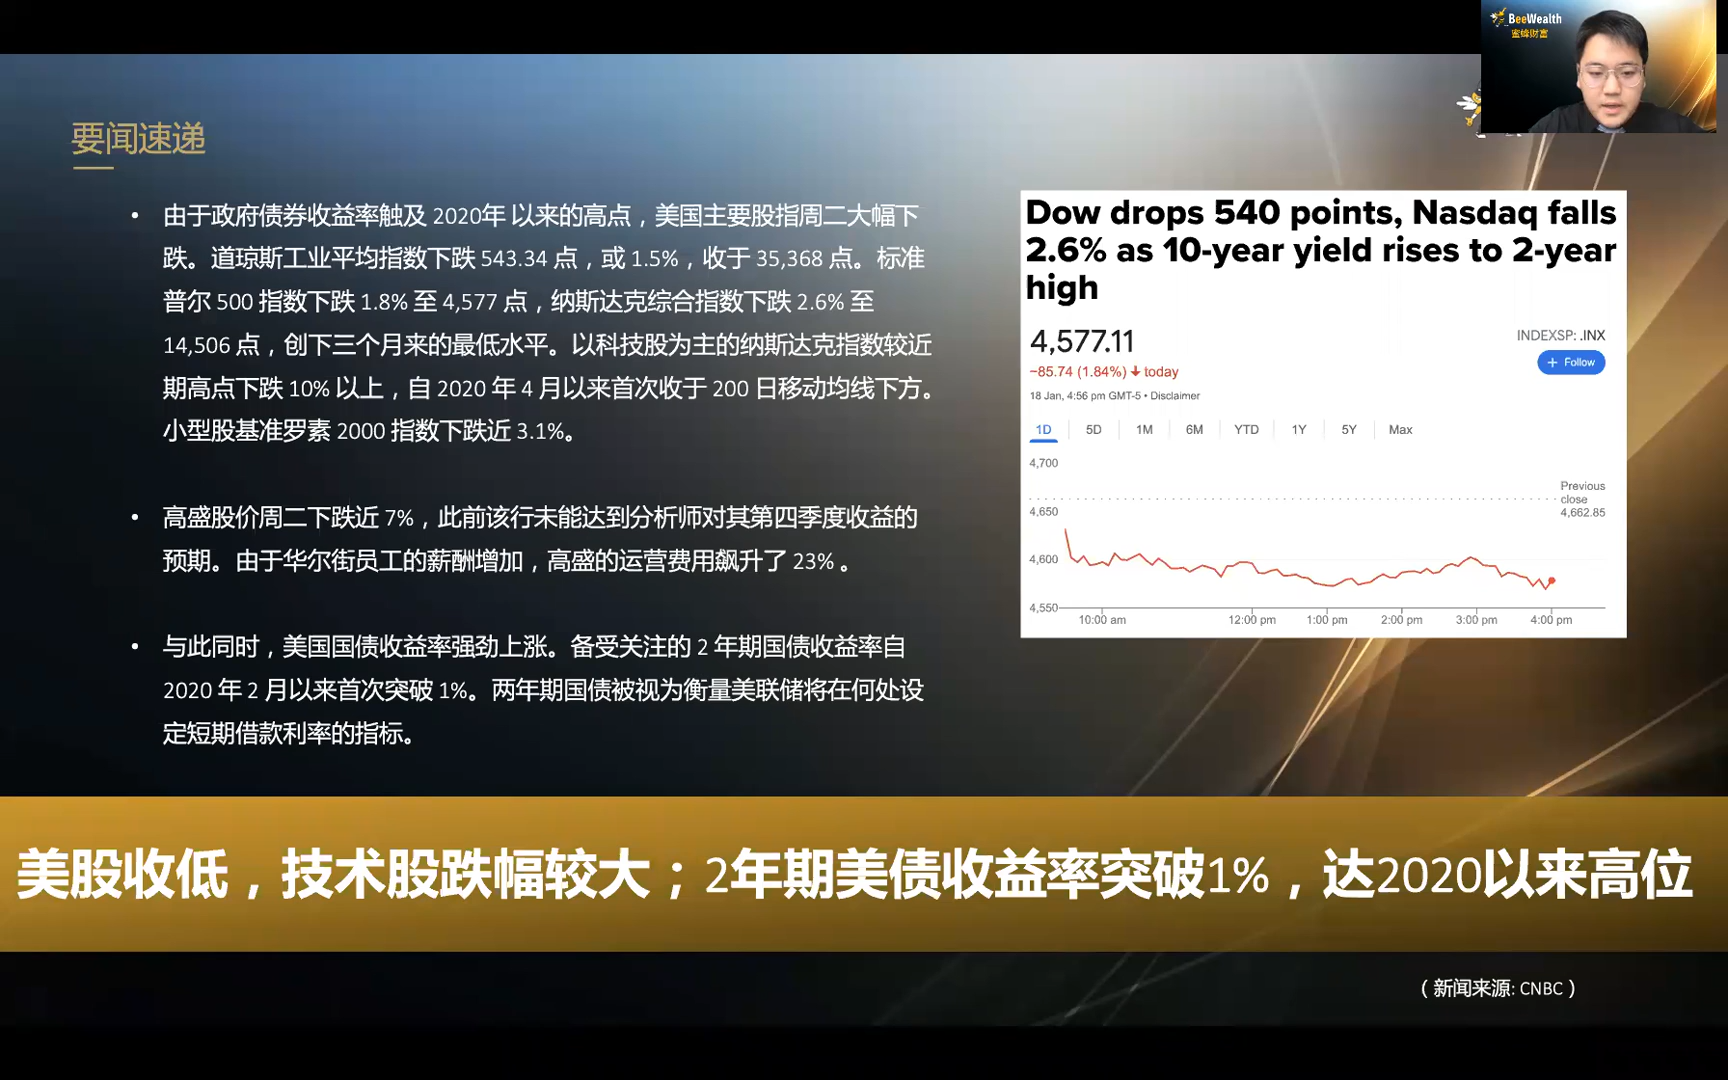 BeeWealth
蜜蜂财富
要闻速递
• 由于政府债券收益率触及 2020年 以来的高点，美国主要股指周二大幅下
跌。道琼斯工业平均指数下跌 543.34 点，或 1.5%，收于 35,368 点。标准
普尔 500 指数下跌 1.8% 至 4,577 点，纳斯达克综合指数下跌 2.6% 至
14,506 点，创下三个月来的最低水平。以科技股为主的纳斯达克指数较近
期高点下跌 10% 以上，自 2020 年 4 月以来首次收于 200 日移动均线下方。
小型股基准罗素 2000 指数下跌近 3.1%。
• 高盛股价周二下跌近 7%，此前该行未能达到分析师对其第四季度收益的
预期。由于华尔街员工的薪酬增加，高盛的运营费用飙升了 23% 。
• 与此同时，美国国债收益率强劲上涨。备受关注的 2 年期国债收益率自
2020 年 2 月以来首次突破 1%。两年期国债被视为衡量美联储将在何处设
定短期借款利率的指标。
Dow drops 540 points, Nasdaq falls
2.6% as 10-year yield rises to 2-year
high
4,577.11
INDEXSP: .INX
+ Follow
−85.74 (1.84%) ↓ today
18 Jan, 4:56 pm GMT-5 • Disclaimer
1D 5D 1M 6M YTD 1Y 5Y Max
4,700
4,650
4,600
4,550
Previous
close
4,662.85
10:00 am 12:00 pm 1:00 pm 2:00 pm 3:00 pm 4:00 pm
美股收低，技术股跌幅较大；2年期美债收益率突破1%，达2020以来高位
（ 新闻来源: CNBC ）